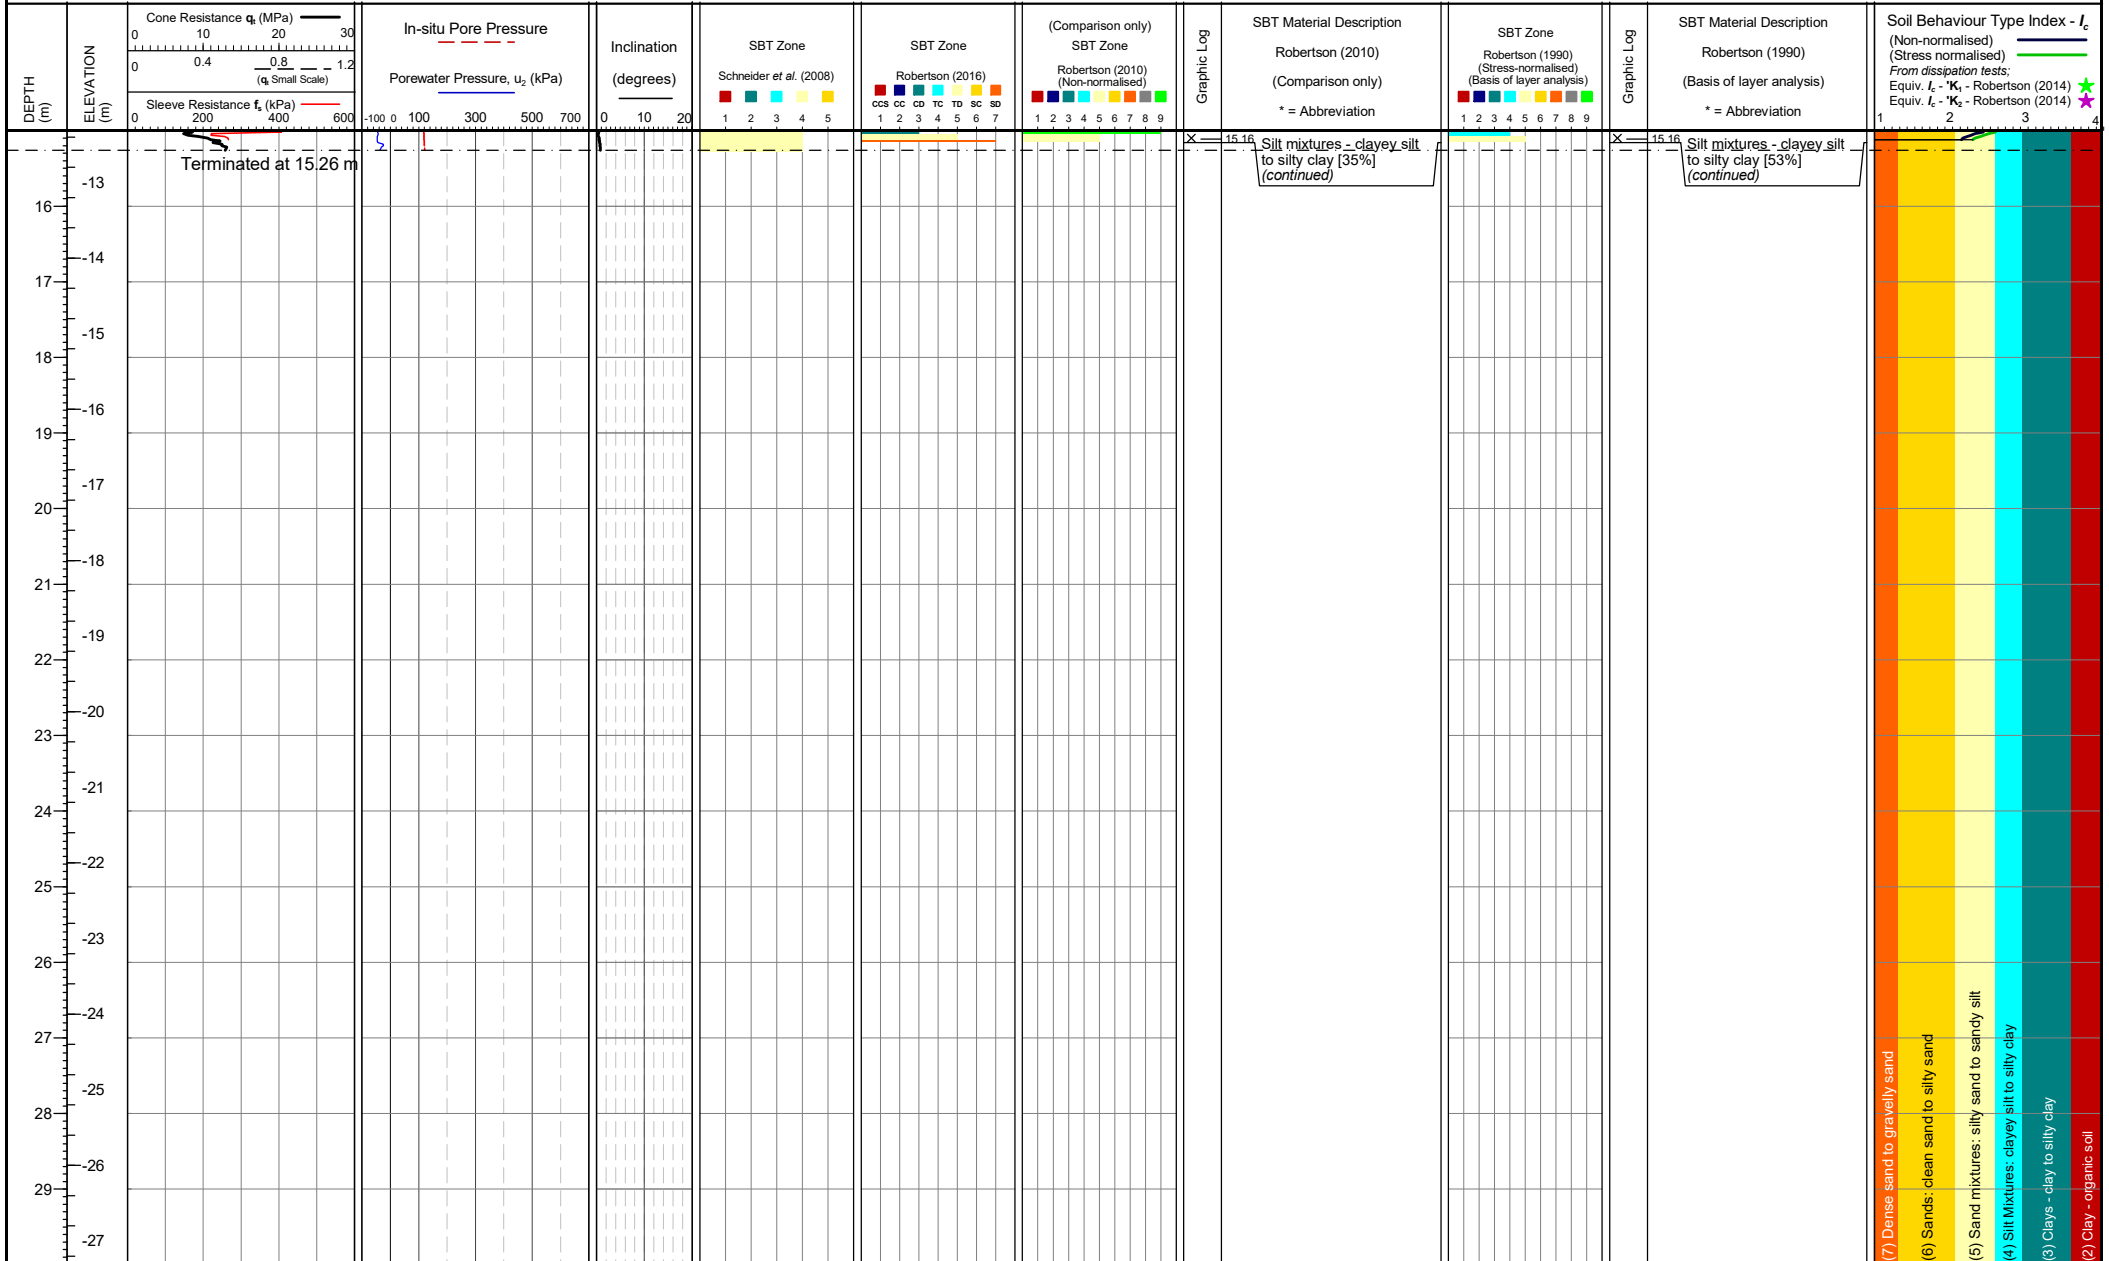 DEPTH
(m)
ELEVATION
(m)
Cone Resistance qt (MPa)
0 10 20 30
0 0.4 0.8 1.2
(qt Small Scale)
Sleeve Resistance fs (kPa)
0 200 400 600
In-situ Pore Pressure
Porewater Pressure, u2 (kPa)
-100 0 100 300 500 700
Inclination
(degrees)
0 10 20
SBT Zone
Schneider et al. (2008)
1 2 3 4 5
SBT Zone
Robertson (2016)
CCS CC CD TC TD SC SD
1 2 3 4 5 6 7
(Comparison only)
SBT Zone
Robertson (2010)
(Non-normalised)
1 2 3 4 5 6 7 8 9
Graphic Log
SBT Material Description
Robertson (2010)
(Comparison only)
* = Abbreviation
SBT Zone
Robertson (1990)
(Stress-normalised)
(Basis of layer analysis)
1 2 3 4 5 6 7 8 9
Graphic Log
SBT Material Description
Robertson (1990)
(Basis of layer analysis)
* = Abbreviation
Soil Behaviour Type Index - Ic
(Non-normalised)
(Stress normalised)
From dissipation tests;
Equiv. Ic - 'K1 - Robertson (2014)
Equiv. Ic - 'K2 - Robertson (2014)
1 2 3 4
Terminated at 15.26 m
15.16
Silt mixtures - clayey silt
to silty clay [35%]
(continued)
15.16
Silt mixtures - clayey silt
to silty clay [53%]
(continued)
-13
16
-14
17
-15
18
-16
19
-17
20
-18
21
-19
22
-20
23
-21
24
-22
25
-23
26
-24
27
-25
28
-26
29
-27
(7) Dense sand to gravelly sand
(6) Sands: clean sand to silty sand
(5) Sand mixtures: silty sand to sandy silt
(4) Silt Mixtures: clayey silt to silty clay
(3) Clays - clay to silty clay
(2) Clay - organic soil